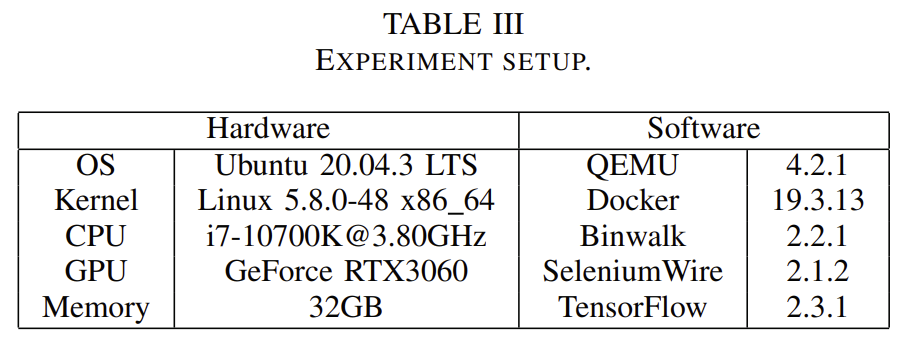 TABLE III
EXPERIMENT SETUP.
Hardware Software
OS Ubuntu 20.04.3 LTS QEMU 4.2.1
Kernel Linux 5.8.0-48 x86_64 Docker 19.3.13
CPU i7-10700K@3.80GHz Binwalk 2.2.1
GPU GeForce RTX3060 SeleniumWire 2.1.2
Memory 32GB TensorFlow 2.3.1